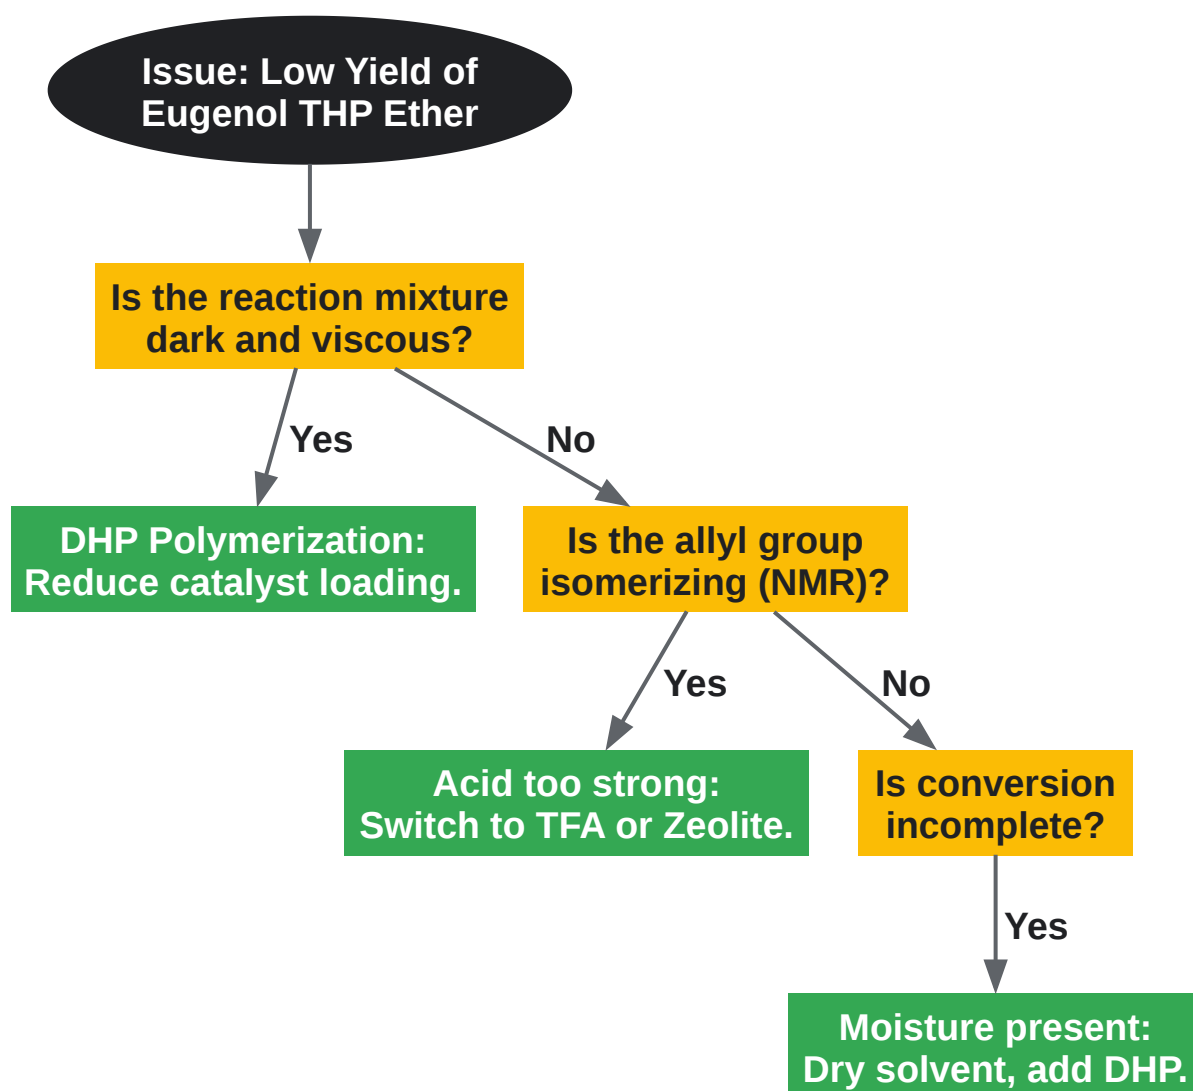 Issue: Low Yield of
Eugenol THP Ether
Is the reaction mixture
dark and viscous?
Yes
No
DHP Polymerization:
Reduce catalyst loading.
Is the allyl group
isomerizing (NMR)?
Yes
No
Acid too strong:
Switch to TFA or Zeolite.
Is conversion
incomplete?
Yes
Moisture present:
Dry solvent, add DHP.